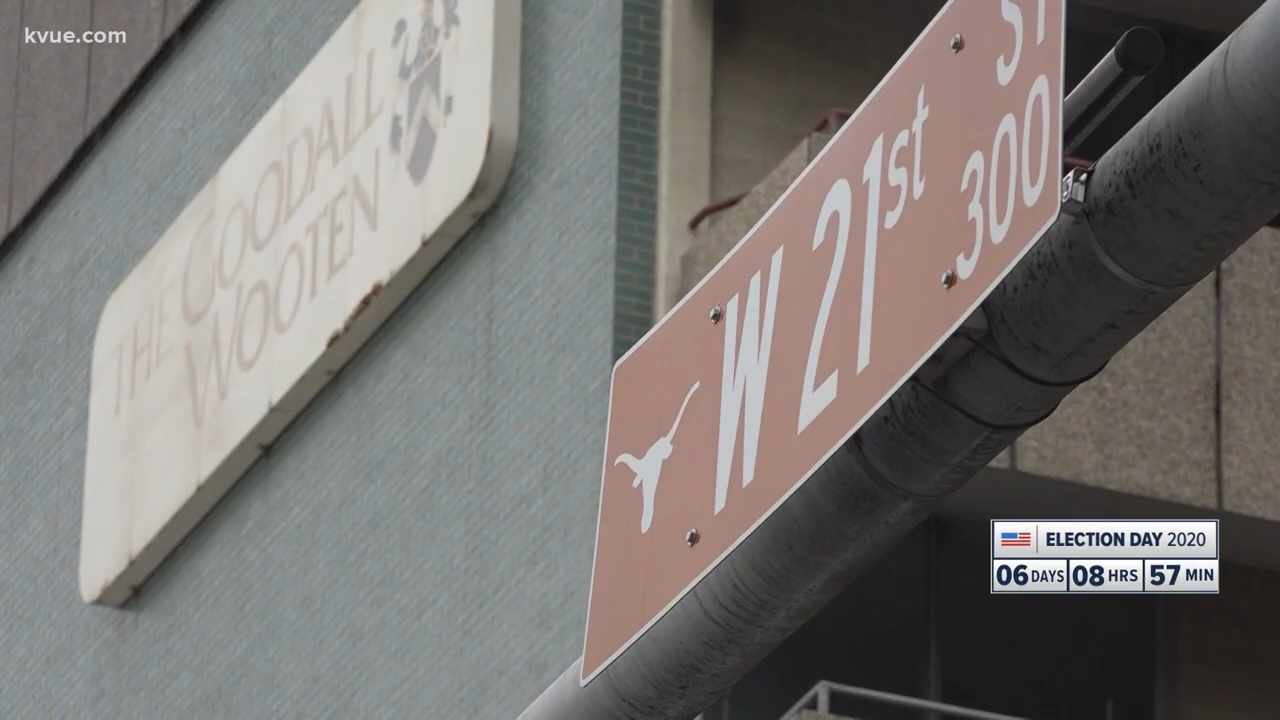 kvue.com
THE GOODALL
WOOTEN
W 21st ST
300
ELECTION DAY 2020
06 DAYS 08 HRS 57 MIN